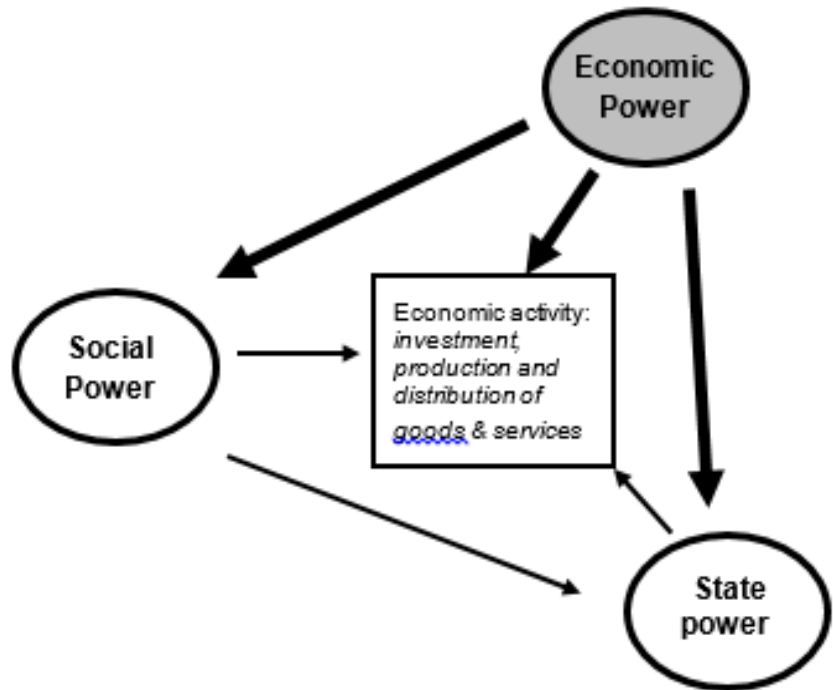 Economic
Power
Social
Power
Economic activity:
investment,
production and
distribution of
goods & services
State
power